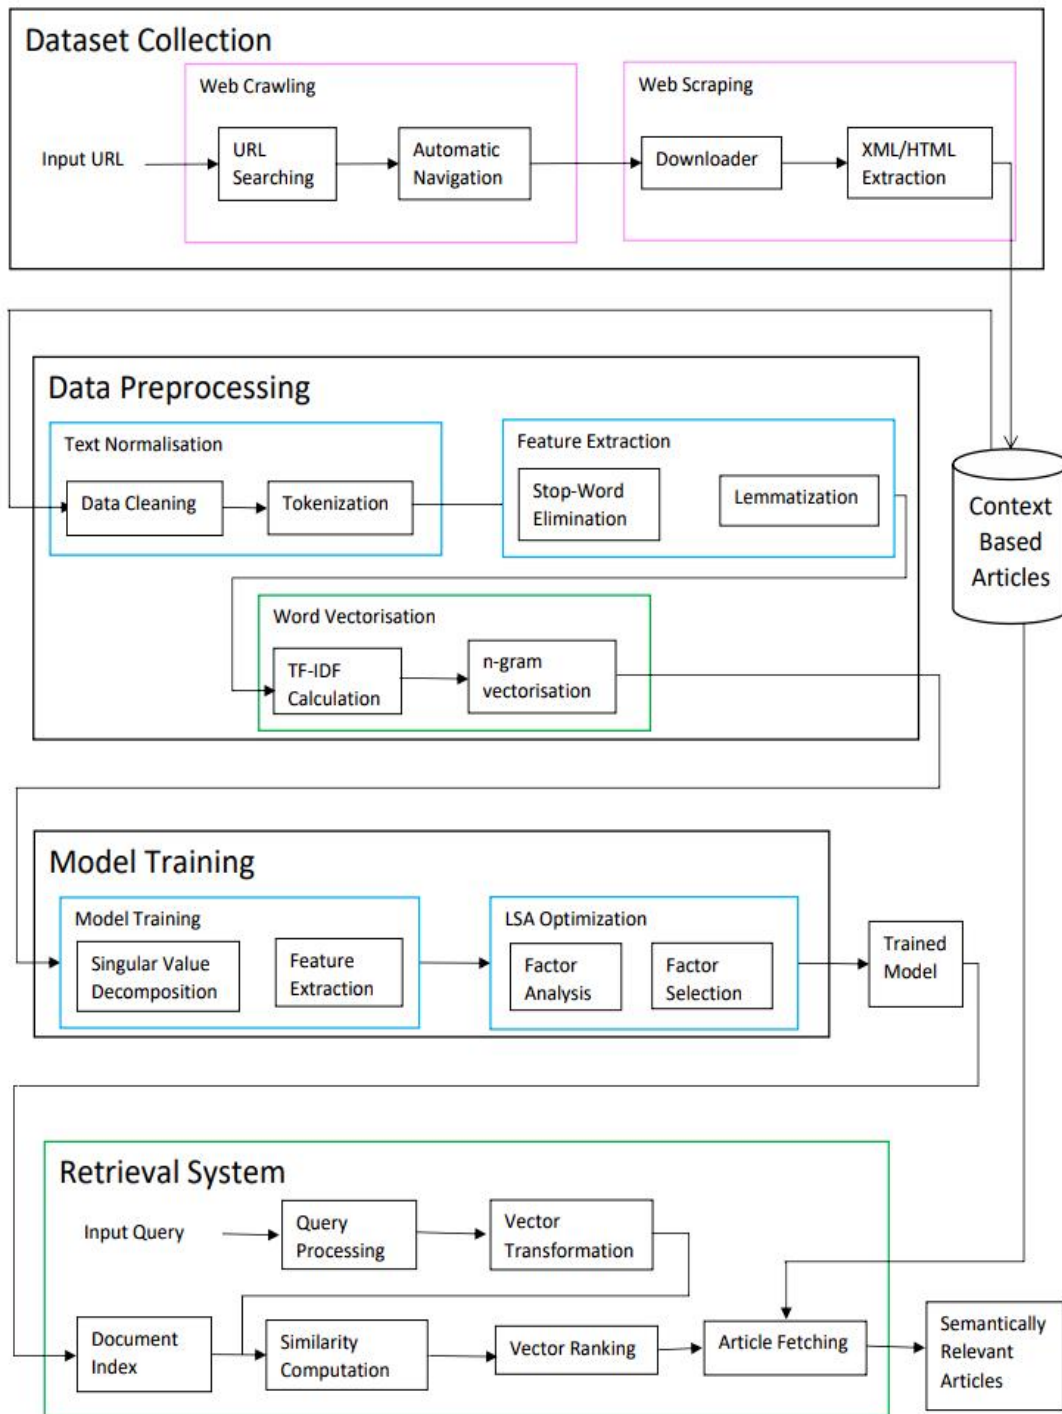 Dataset Collection
Web Crawling
Web Scraping
Input URL
URL
Searching
Automatic
Navigation
Downloader
XML/HTML
Extraction
Data Preprocessing
Text Normalisation
Feature Extraction
Data Cleaning
Tokenization
Stop-Word
Elimination
Lemmatization
Context
Based
Articles
Word Vectorisation
TF-IDF
Calculation
n-gram
vectorisation
Model Training
Model Training
LSA Optimization
Singular Value
Decomposition
Feature
Extraction
Factor
Analysis
Factor
Selection
Trained
Model
Retrieval System
Input Query
Query
Processing
Vector
Transformation
Document
Index
Similarity
Computation
Vector Ranking
Article Fetching
Semantically
Relevant
Articles